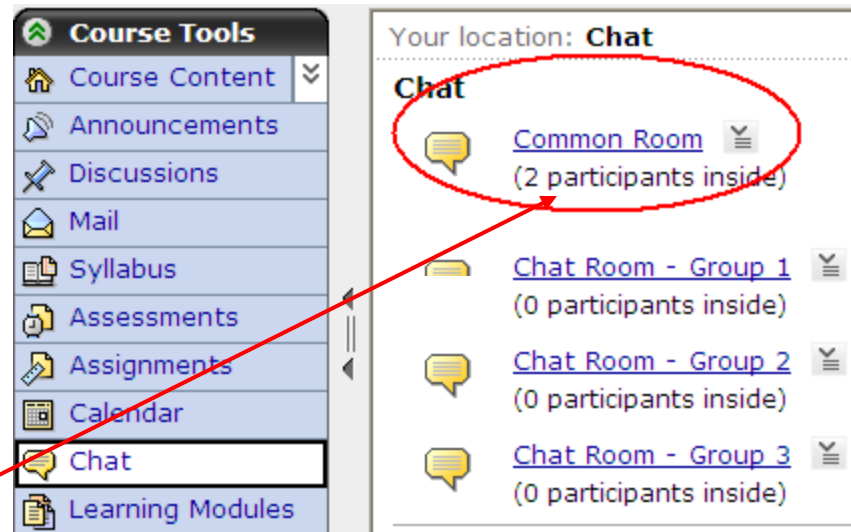 Course Tools
Course Content
Announcements
Discussions
Mail
Syllabus
Assessments
Assignments
Calendar
Chat
Learning Modules
Your location: Chat
Chat
Common Room
(2 participants inside)
Chat Room - Group 1
(0 participants inside)
Chat Room - Group 2
(0 participants inside)
Chat Room - Group 3
(0 participants inside)